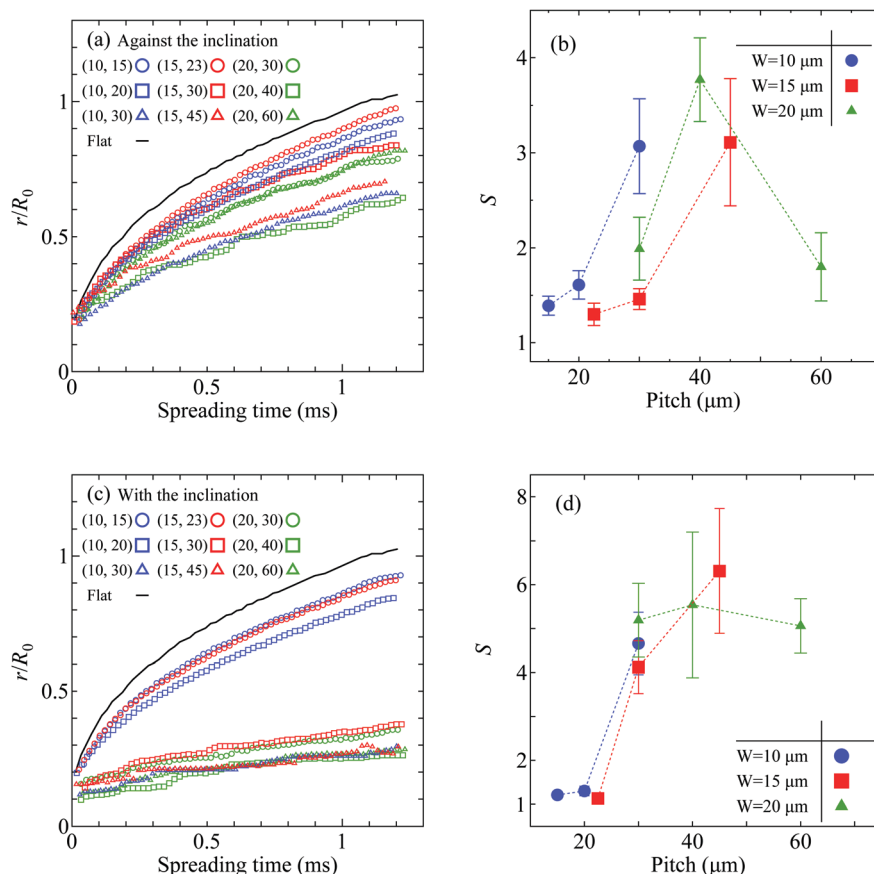 (a) Against the inclination
(10, 15) (15, 23) (20, 30)
(10, 20) (15, 30) (20, 40)
(10, 30) (15, 45) (20, 60)
Flat
1
0.5
0
r/R0
0 0.5 1
Spreading time (ms)
(b)
W=10 μm
W=15 μm
W=20 μm
4
3
2
1
S
20 40 60
Pitch (μm)
(c) With the inclination
(10, 15) (15, 23) (20, 30)
(10, 20) (15, 30) (20, 40)
(10, 30) (15, 45) (20, 60)
Flat
1
0.5
0
r/R0
0 0.5 1
Spreading time (ms)
(d)
8
6
4
2
1
S
W=10 μm
W=15 μm
W=20 μm
20 40 60
Pitch (μm)